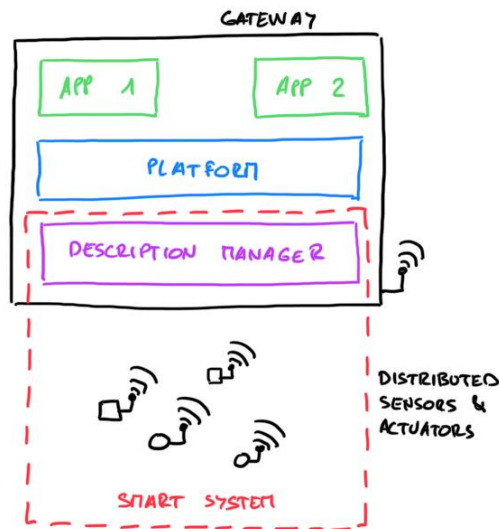 GATEWAY
APP 1
APP 2
PLATFORM
DESCRIPTION MANAGER
DISTRIBUTED
SENSORS &
ACTUATORS
SMART SYSTEM